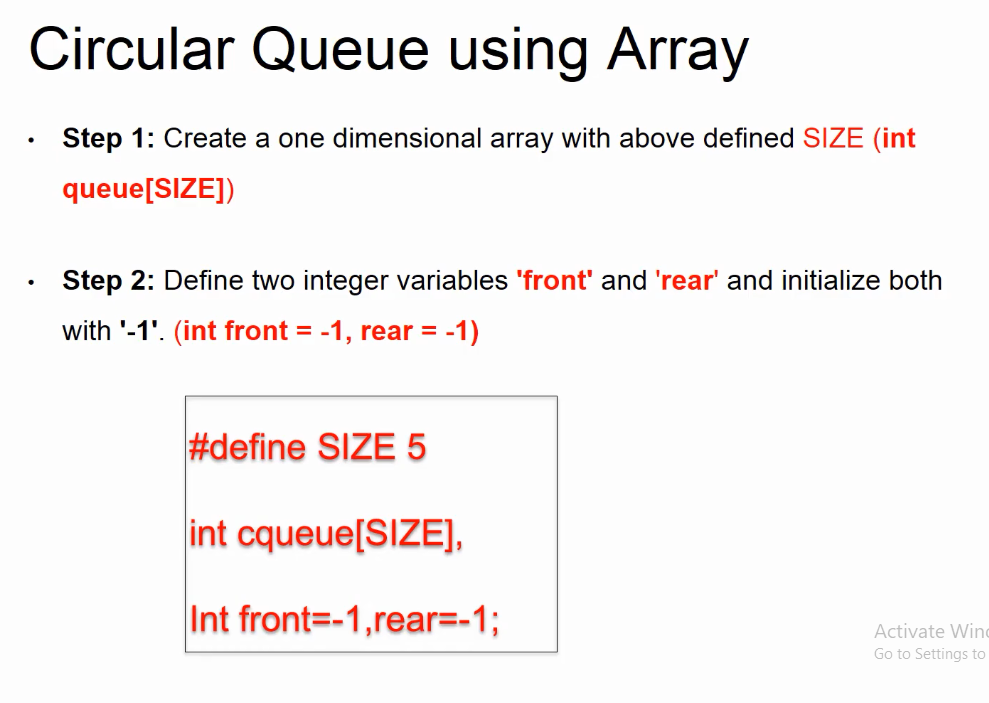 Circular Queue using Array
• Step 1: Create a one dimensional array with above defined SIZE (int
queue[SIZE])
• Step 2: Define two integer variables 'front' and 'rear' and initialize both
with '-1'. (int front = -1, rear = -1)
#define SIZE 5
int cqueue[SIZE],
Int front=-1,rear=-1;
Activate
Go to Settings to